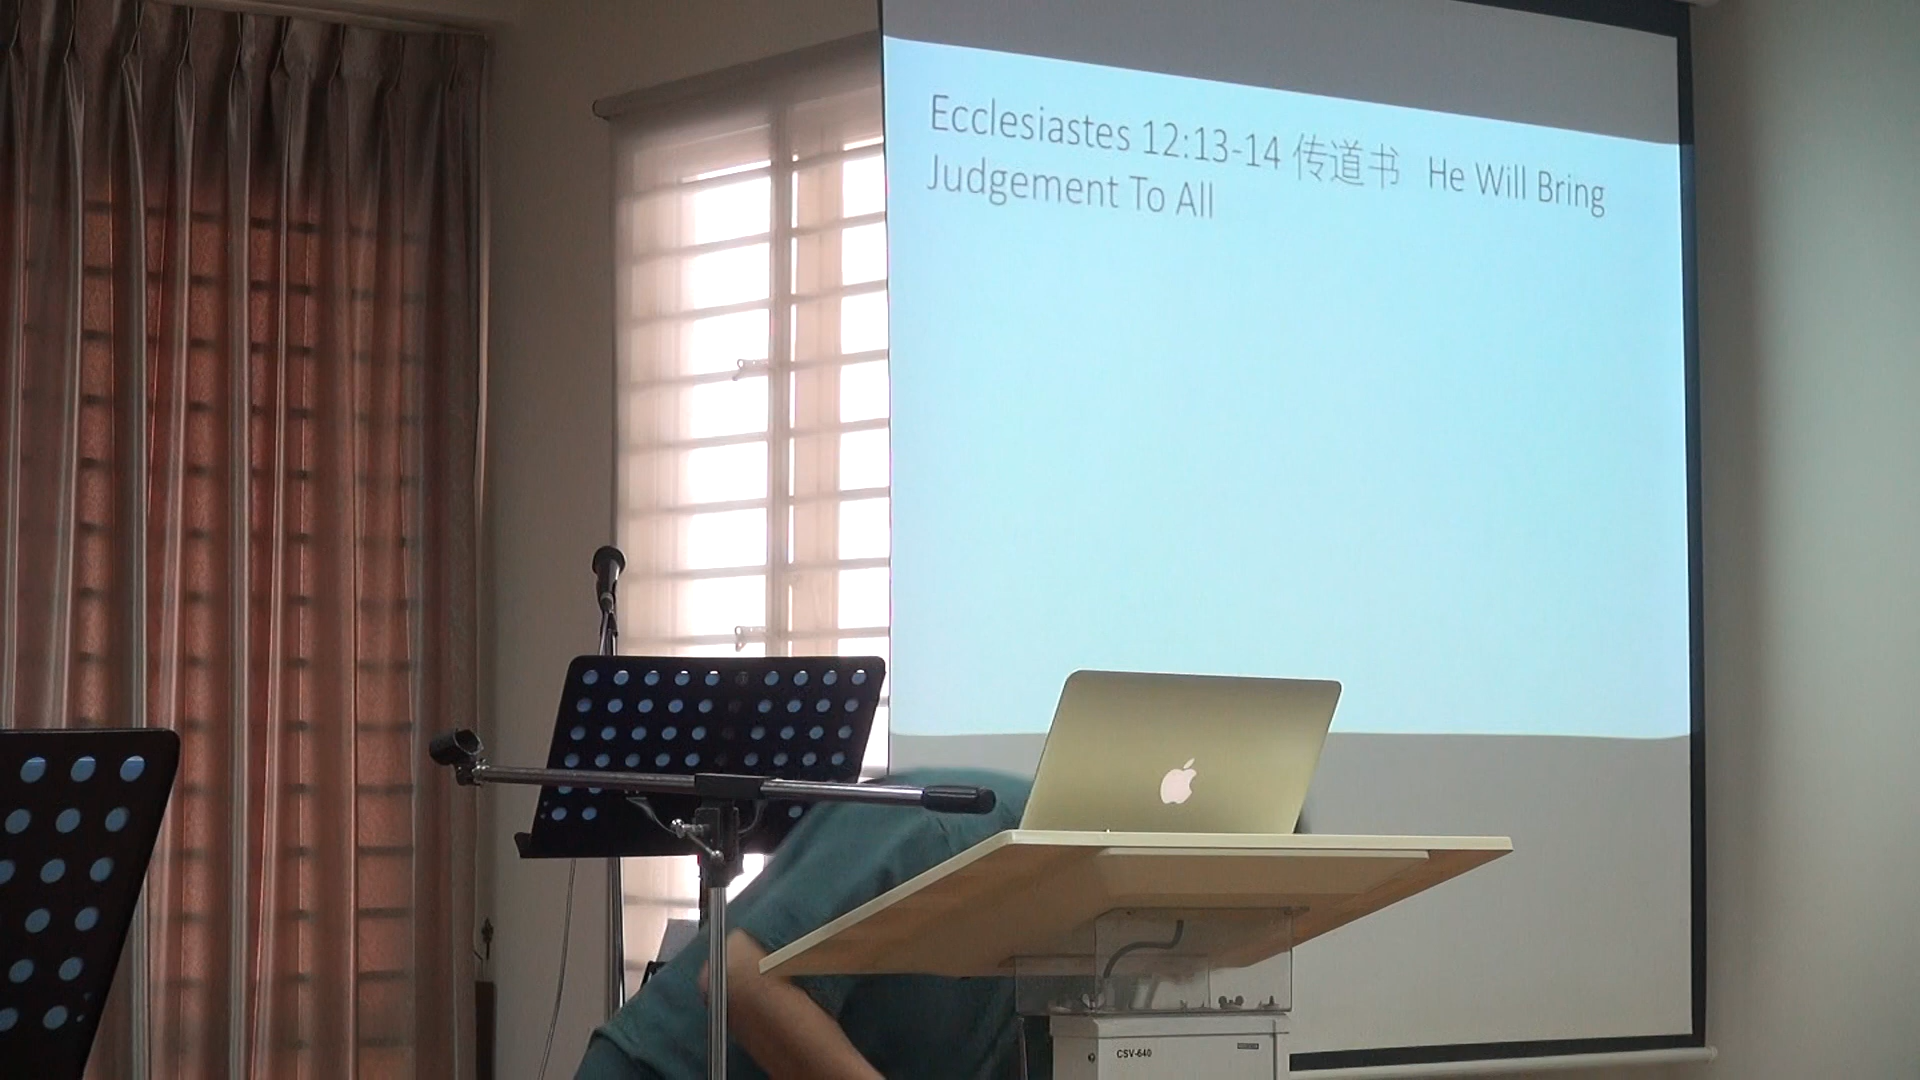 Ecclesiastes 12:13-14 传道书 He Will Bring
Judgement To All
CSV-640